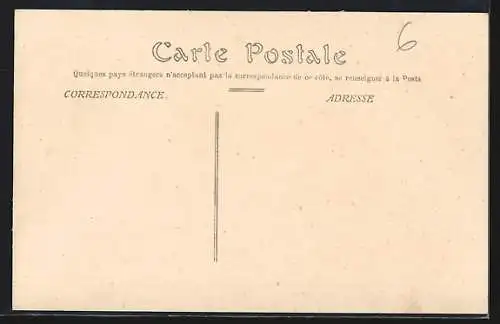 6
Carte Postale
Quelques pays étrangers n'acceptant pas la correspondance de ce côté, se renseigner à la Poste
CORRESPONDANCE.
ADRESSE